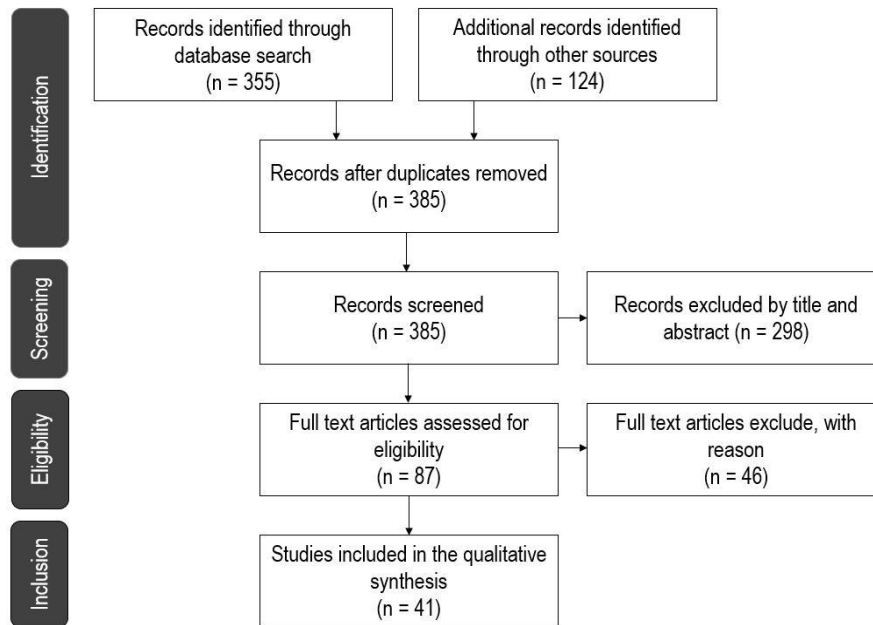 Identification
Records identified through
database search
(n = 355)
Additional records identified
through other sources
(n = 124)
Records after duplicates removed
(n = 385)
Screening
Records screened
(n = 385)
Records excluded by title and
abstract (n = 298)
Eligibility
Full text articles assessed for
eligibility
(n = 87)
Full text articles exclude, with
reason
(n = 46)
Inclusion
Studies included in the qualitative
synthesis
(n = 41)